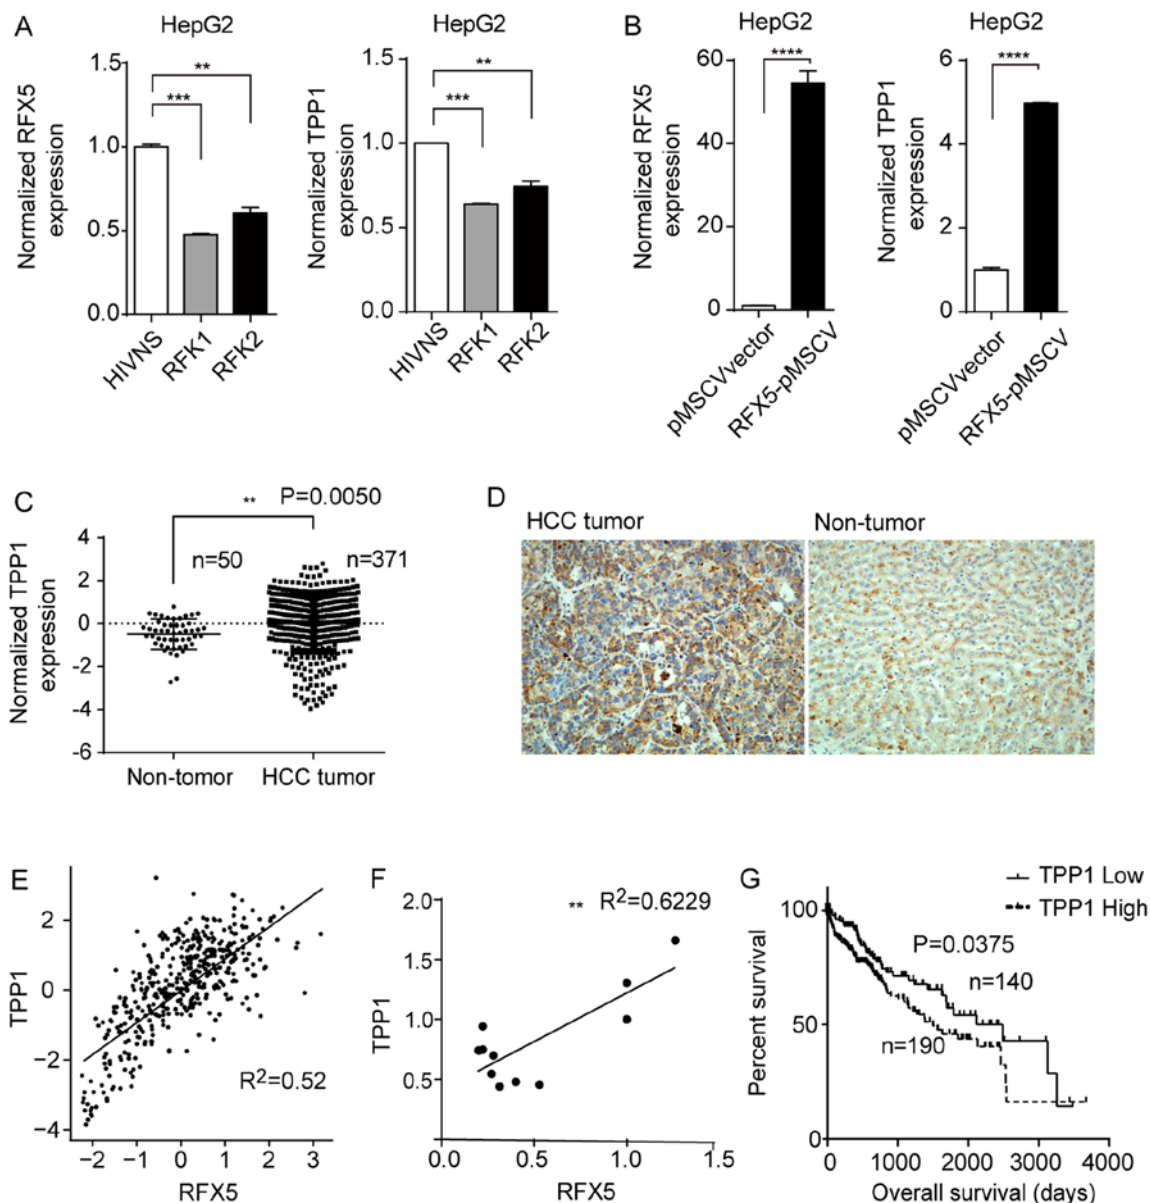 A
HepG2
Normalized RFX5
expression
1.5
1.0
0.5
0.0
**
***
HIVNS
RFK1
RFK2
HepG2
Normalized TPP1
expression
1.5
1.0
0.5
0.0
**
***
HIVNS
RFK1
RFK2
B
HepG2
Normalized RFX5
expression
60
40
20
0
****
pMSCVvector
RFX5-pMSCV
HepG2
Normalized TPP1
expression
6
4
2
0
****
pMSCVvector
RFX5-pMSCV
C
** P=0.0050
Normalized TPP1
expression
4
2
0
-2
-4
-6
n=50
n=371
Non-tomor
HCC tumor
D
HCC tumor
Non-tumor
E
TPP1
2
0
−2
−4
R²=0.52
−2 −1 0 1 2 3
RFX5
F
TPP1
2.0
1.5
1.0
0.5
** R²=0.6229
0.0 0.5 1.0 1.5
RFX5
G
TPP1 Low
TPP1 High
Percent survival
100
50
0
P=0.0375
n=140
n=190
0 1000 2000 3000 4000
Overall survival (days)